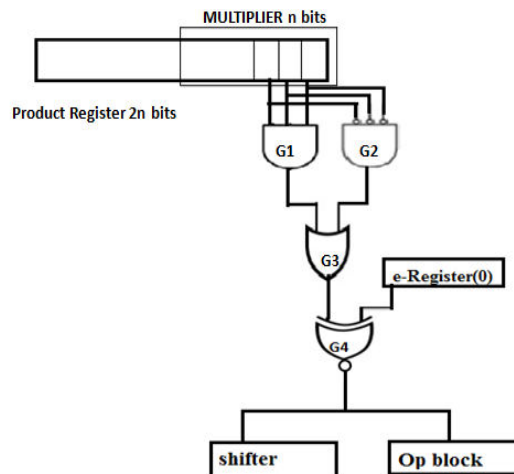 MULTIPLIER n bits
Product Register 2n bits
G1
G2
G3
e-Register(0)
G4
shifter
Op block